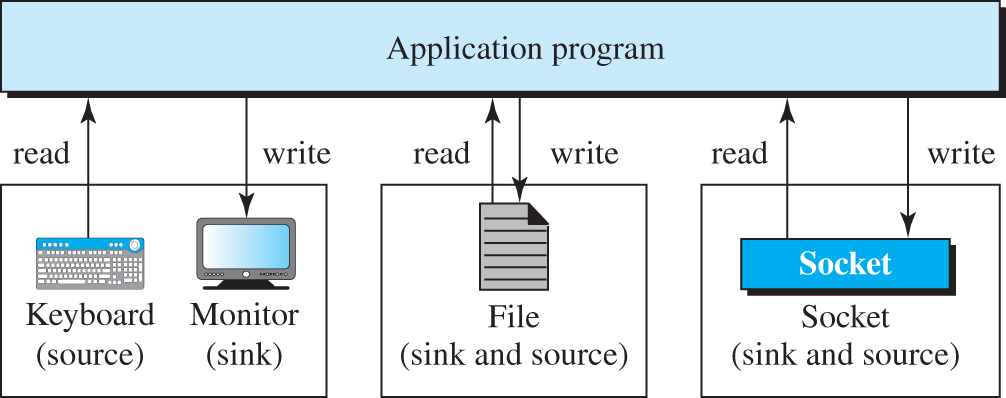 Application program
read
write
read
write
read
write
Socket
Keyboard
(source)
Monitor
(sink)
File
(sink and source)
Socket
(sink and source)